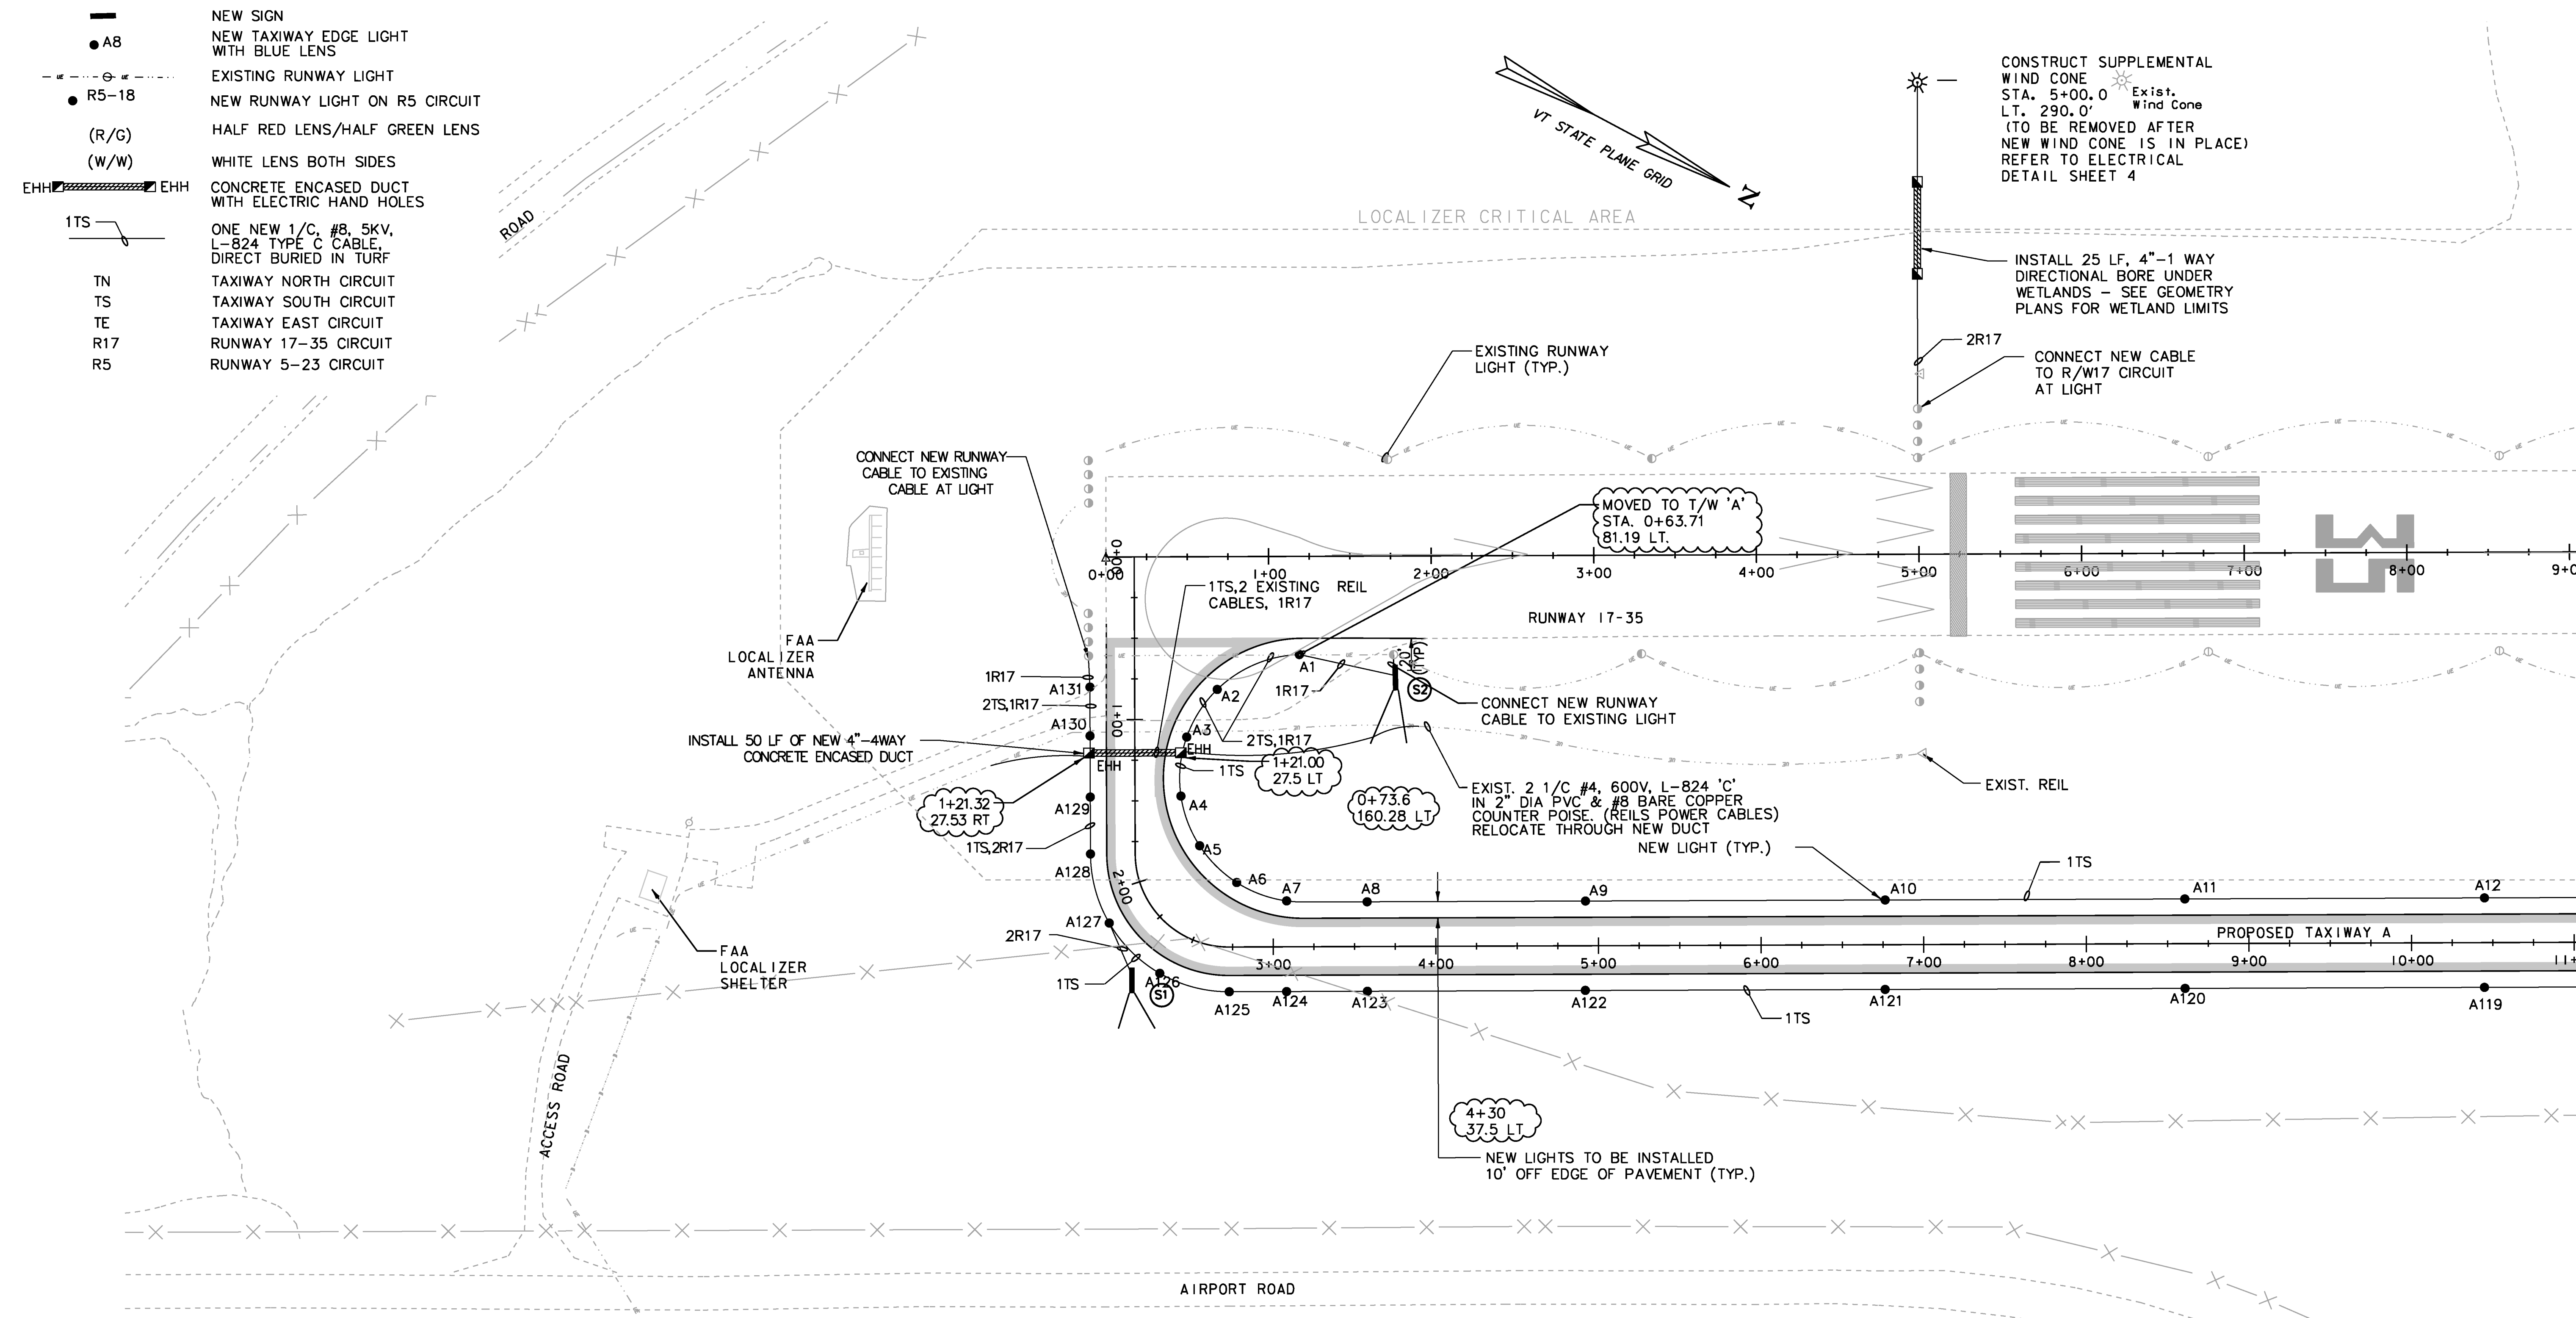 NEW SIGN
A8
NEW TAXIWAY EDGE LIGHT
WITH BLUE LENS
EXISTING RUNWAY LIGHT
R5-18
NEW RUNWAY LIGHT ON R5 CIRCUIT
(R/G)
HALF RED LENS/HALF GREEN LENS
(W/W)
WHITE LENS BOTH SIDES
EHH
EHH
CONCRETE ENCASED DUCT
WITH ELECTRIC HAND HOLES
1TS
ONE NEW 1/C, #8, 5KV,
L-824 TYPE C CABLE,
DIRECT BURIED IN TURF
TN
TAXIWAY NORTH CIRCUIT
TS
TAXIWAY SOUTH CIRCUIT
TE
TAXIWAY EAST CIRCUIT
R17
RUNWAY 17-35 CIRCUIT
R5
RUNWAY 5-23 CIRCUIT
ROAD
VT STATE PLANE GRID
N
CONSTRUCT SUPPLEMENTAL
WIND CONE
STA. 5+00.0
LT. 290.0'
(TO BE REMOVED AFTER
NEW WIND CONE IS IN PLACE)
REFER TO ELECTRICAL
DETAIL SHEET 4
Exist.
Wind Cone
LOCALIZER CRITICAL AREA
INSTALL 25 LF, 4"-1 WAY
DIRECTIONAL BORE UNDER
WETLANDS - SEE GEOMETRY
PLANS FOR WETLAND LIMITS
2R17
CONNECT NEW CABLE
TO R/W17 CIRCUIT
AT LIGHT
EXISTING RUNWAY
LIGHT (TYP.)
CONNECT NEW RUNWAY
CABLE TO EXISTING
CABLE AT LIGHT
MOVED TO T/W 'A'
STA. 0+63.71
81.19 LT.
0+00
0+00
1+00
2+00
3+00
4+00
5+00
6+00
7+00
8+00
9+0
1TS,2 EXISTING REIL
CABLES, 1R17
RUNWAY 17-35
FAA
LOCALIZER
ANTENNA
1R17
A131
2TS,1R17
A130
+00
A1
A2
A3
1R17
20'
(TYP)
S2
CONNECT NEW RUNWAY
CABLE TO EXISTING LIGHT
INSTALL 50 LF OF NEW 4"-4WAY
CONCRETE ENCASED DUCT
2TS,1R17
EHH
EHH
1TS
1+21.00
27.5 LT
EXIST. REIL
1+21.32
27.53 RT
A129
A4
0+73.6
160.28 LT
EXIST. 2 1/C #4, 600V, L-824 'C'
IN 2" DIA PVC & #8 BARE COPPER
COUNTER POISE. (REILS POWER CABLES)
RELOCATE THROUGH NEW DUCT
1TS,2R17
A5
NEW LIGHT (TYP.)
1TS
A128
2+00
A6
A7
A8
A9
A10
A11
A12
A127
2R17
PROPOSED TAXIWAY A
FAA
LOCALIZER
SHELTER
3+00
4+00
5+00
6+00
7+00
8+00
9+00
10+00
11+
1TS
A126
S1
A125
A124
A123
A122
A121
A120
A119
1TS
ACCESS ROAD
4+30
37.5 LT
NEW LIGHTS TO BE INSTALLED
10' OFF EDGE OF PAVEMENT (TYP.)
AIRPORT ROAD